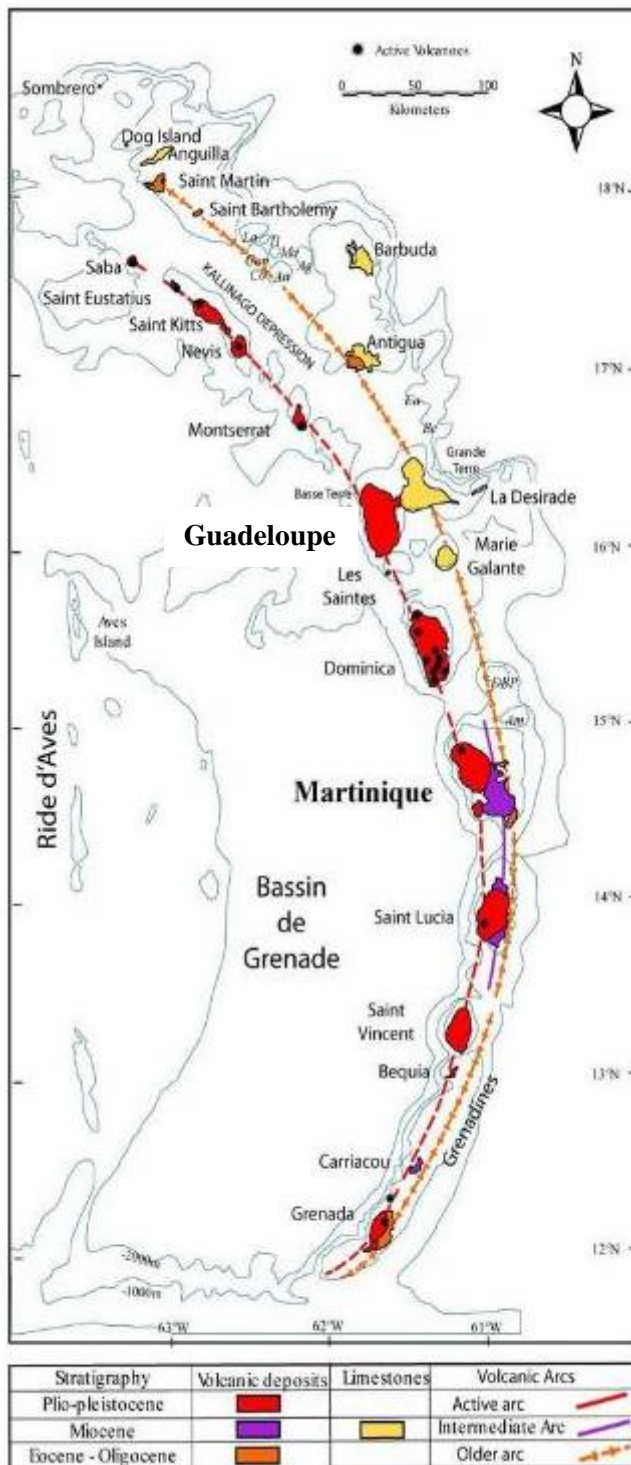 Active Volcanoes
0 50 100
Kilometers
N
Sombrero
Dog Island
Anguilla
Saint Martin
18°N
Saint Bartholemy
Barbuda
Saba
KALLINAGO DEPRESSION
Saint Eustatius
Saint Kitts
Nevis
Antigua
17°N
Montserrat
Grande
Terre
Basse Terre
La Desirade
Guadeloupe
Marie
Galante
16°N
Les
Saintes
Aves
Island
Dominica
DBP
Am
15°N
Ride d'Aves
Martinique
14°N
Saint Lucia
Bassin
de
Grenade
Saint
Vincent
Bequia
13°N
Grenadines
Carriacou
Grenada
12°N
-2000m
-1000m
63°W 62°W 61°W
Stratigraphy Volcanic deposits Limestones Volcanic Arcs
Plio-pleistocene Active arc
Miocene Intermediate Arc
Eocene - Oligocene Older arc